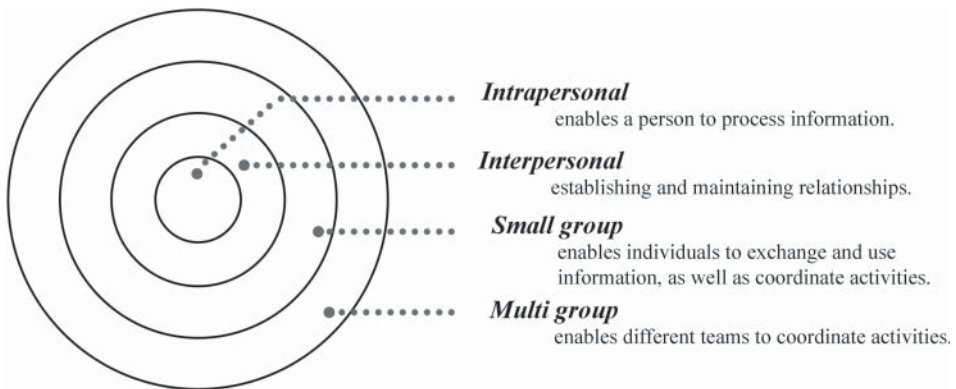 Intrapersonal
enables a person to process information.
Interpersonal
establishing and maintaining relationships.
Small group
enables individuals to exchange and use
information, as well as coordinate activities.
Multi group
enables different teams to coordinate activities.